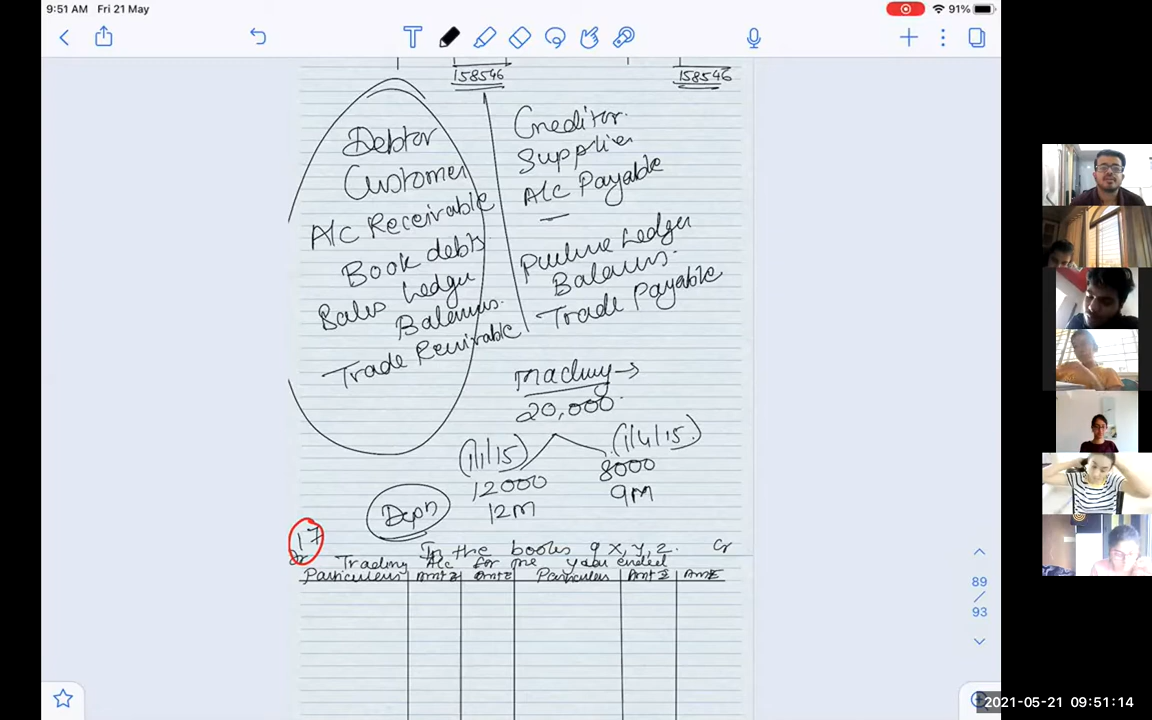 9:51 AM Fri 21 May
91%
158546
158546
Debtor
Customer
A/c Receivable
Book debts
Sales Ledger
Balances.
Trade Receivable
Creditor.
Supplier
A/c Payable
Ledger
Balances.
Trade Payable
Machinery →
20,000.
(1/1/15)
12000
12M
(1/4/15).
8000
9M
Depn
17
In the books of X, Y, Z. Cr
Dr Trading A/c for the year ended
Particulars Amt ₹ Amt ₹ Particulars Amt ₹ Amt ₹
89
/
93
2021-05-21 09:51:14